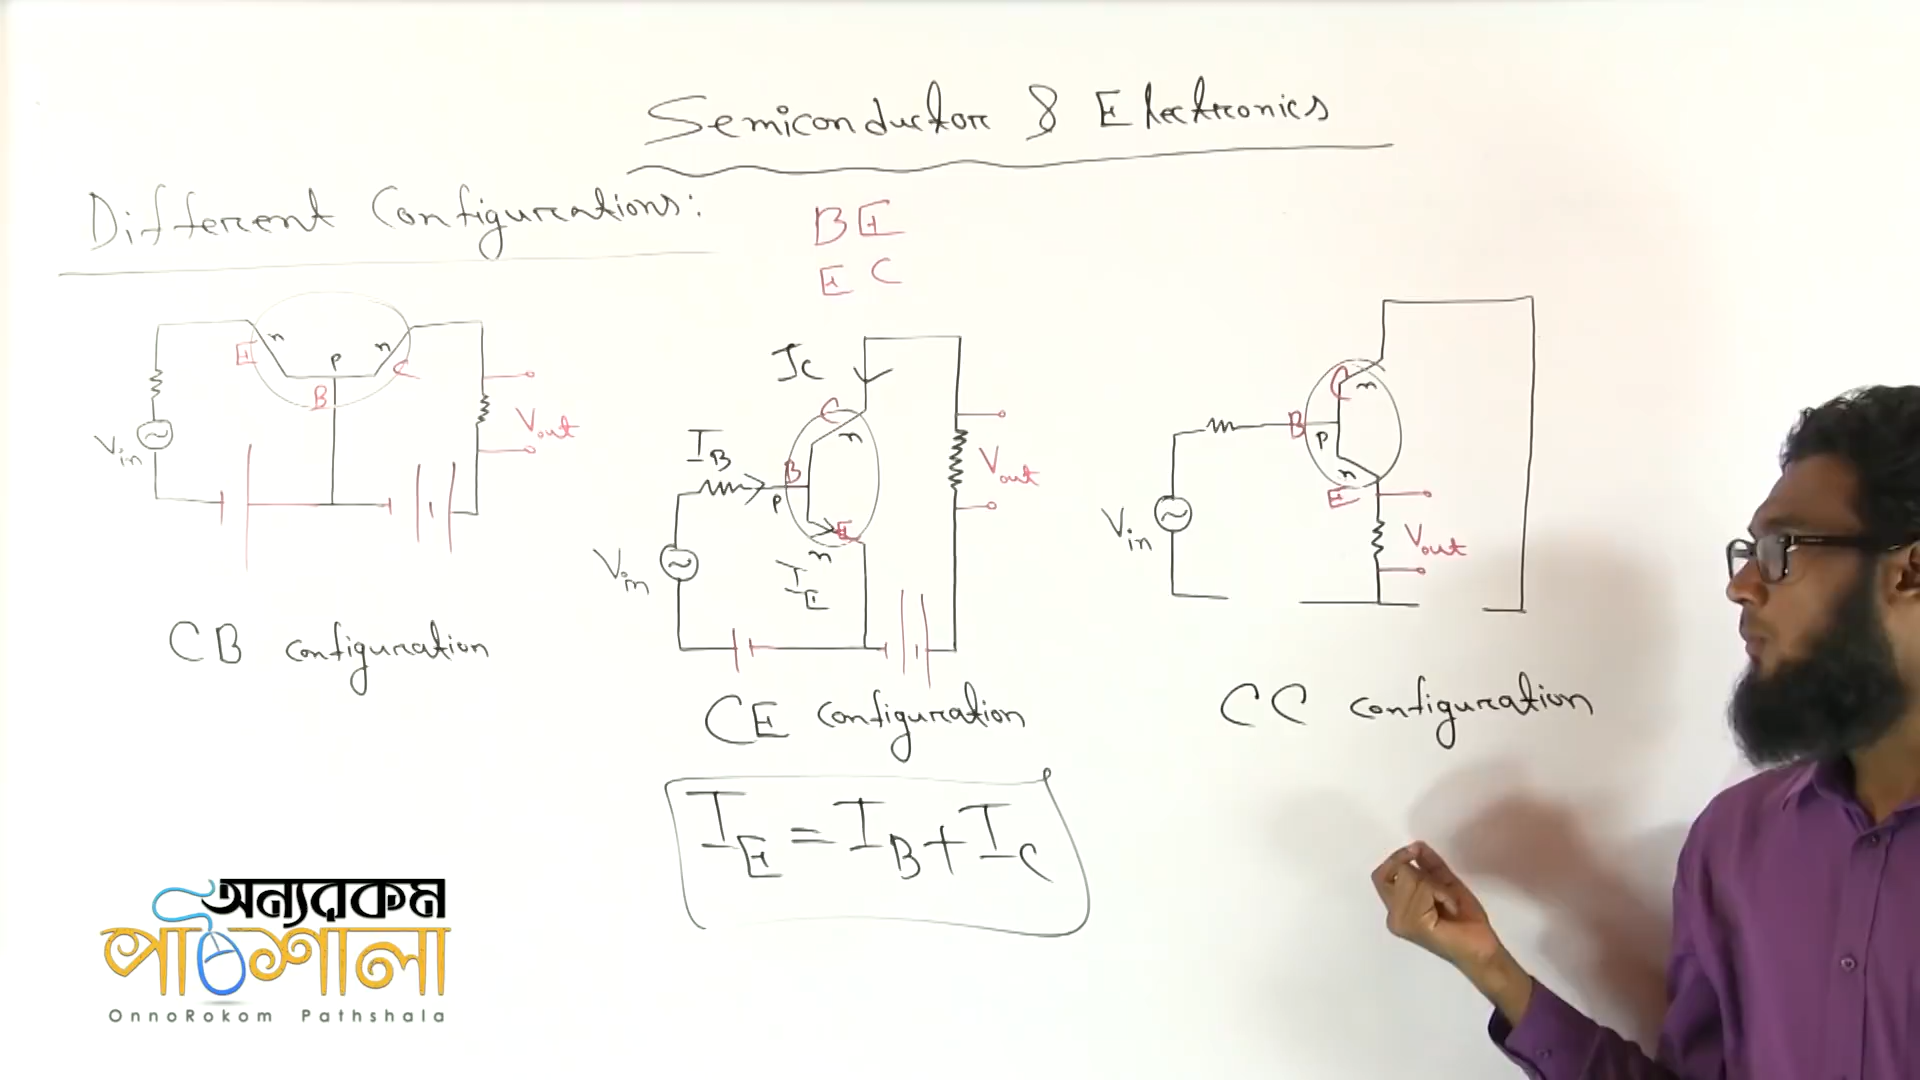 Semiconductor & Electronics
Different Configurations:
BE
EC
n
P
n
E
B
C
Vin
Vout
CB configuration
IC
C
n
IB
B
P
E
n
IE
Vin
Vout
CE configuration
C
n
B
P
n
E
Vin
Vout
CC configuration
IE = IB + IC
অন্যরকম
পাঠশালা
OnnoRokom Pathshala